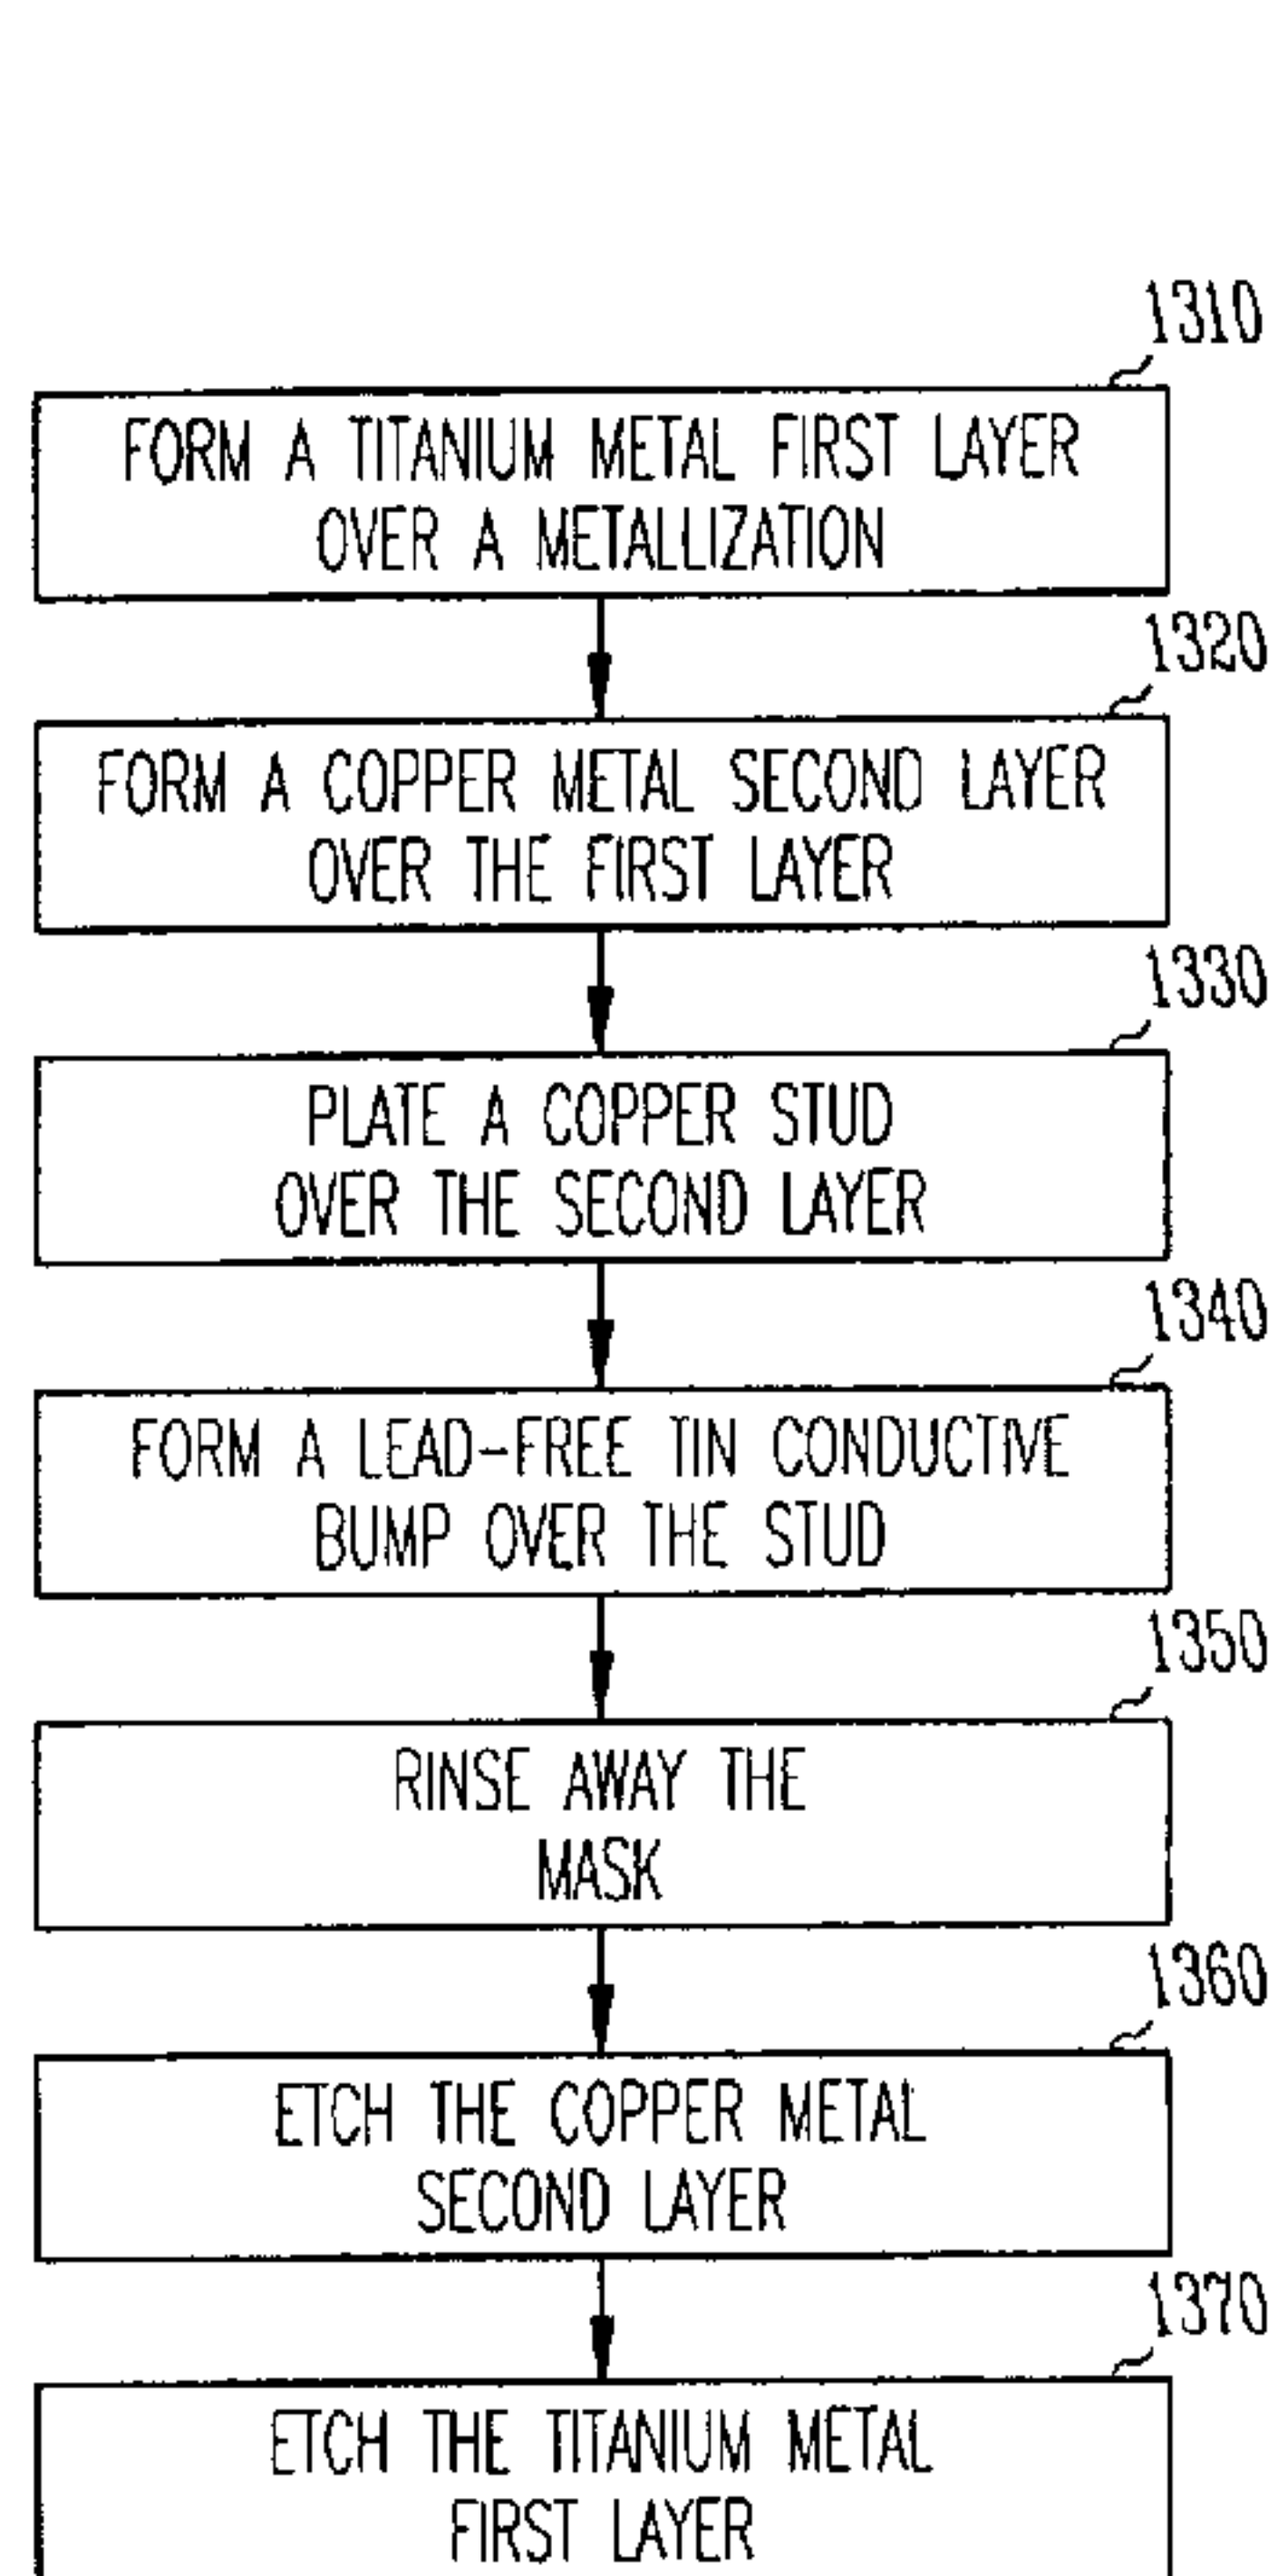 1310
FORM A TITANIUM METAL FIRST LAYER
OVER A METALLIZATION
1320
FORM A COPPER METAL SECOND LAYER
OVER THE FIRST LAYER
1330
PLATE A COPPER STUD
OVER THE SECOND LAYER
1340
FORM A LEAD-FREE TIN CONDUCTIVE
BUMP OVER THE STUD
1350
RINSE AWAY THE
MASK
1360
ETCH THE COPPER METAL
SECOND LAYER
1370
ETCH THE TITANIUM METAL
FIRST LAYER